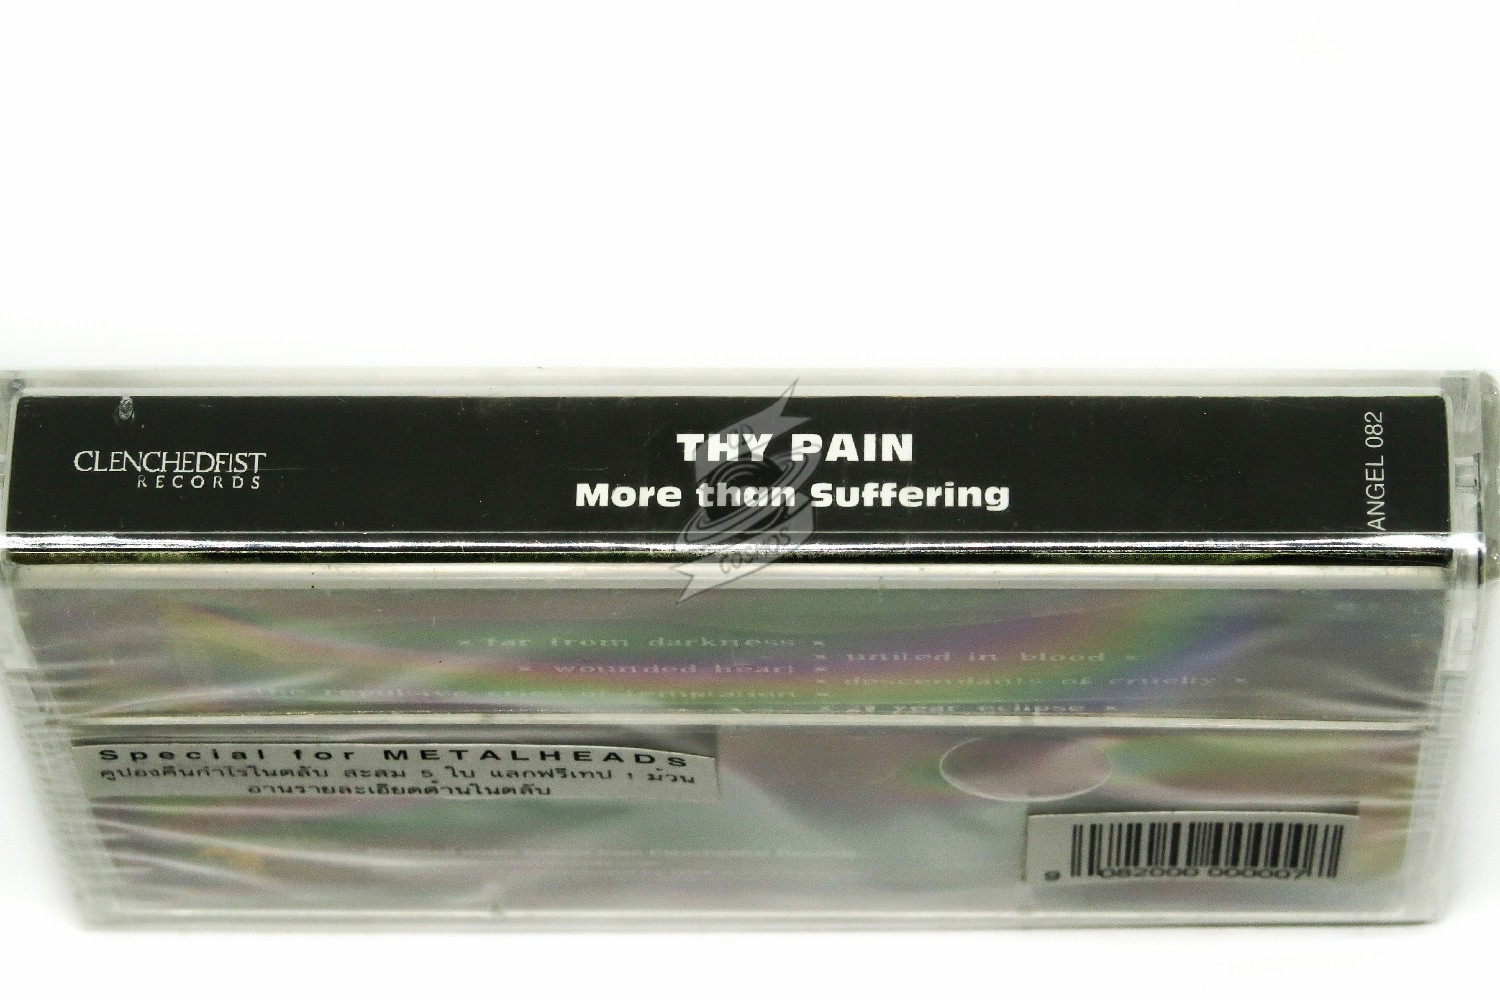 CLENCHEDFIST
RECORDS
THY PAIN
More than Suffering
ANGEL 082
COSMOS
× far from darkness ×
× united in blood ×
× wounded heart ×
× descendants of cruelty ×
temptation ×
year eclipse ×
Special for METALHEADS
คูปองคืนกำไรในตลับ สะสม 5 ใบ แลกฟรีเทป 1 ม้วน
อ่านรายละเอียดด้านในตลับ
9 082000 000007